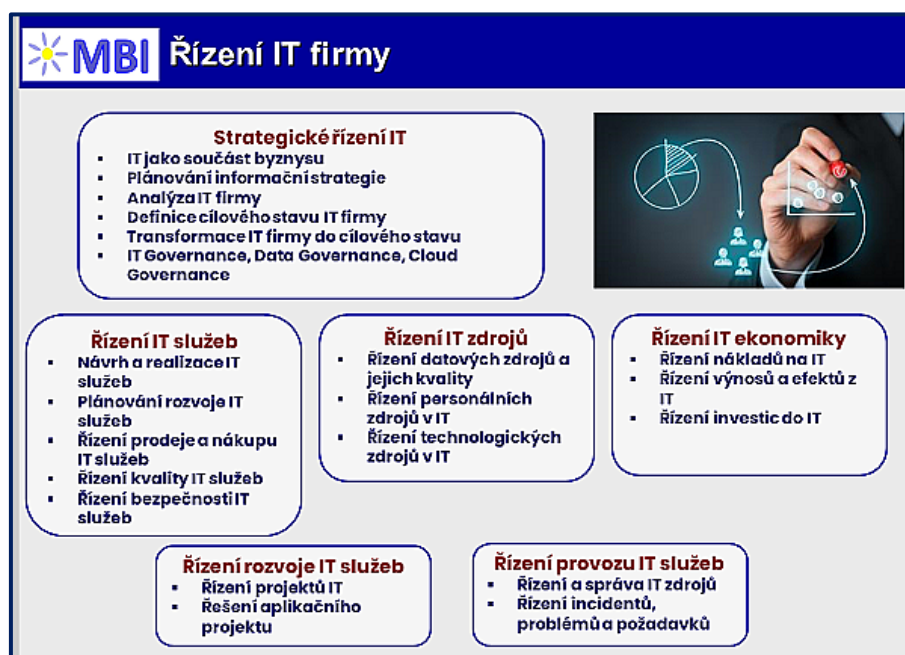 MBI Řízení IT firmy
Strategické řízení IT
▪ IT jako součást byznysu
▪ Plánování informační strategie
▪ Analýza IT firmy
▪ Definice cílového stavu IT firmy
▪ Transformace IT firmy do cílového stavu
▪ IT Governance, Data Governance, Cloud
Governance
Řízení IT služeb
▪ Návrh a realizace IT
služeb
▪ Plánování rozvoje IT
služeb
▪ Řízení prodeje a nákupu
IT služeb
▪ Řízení kvality IT služeb
▪ Řízení bezpečnosti IT
služeb
Řízení IT zdrojů
▪ Řízení datových zdrojů a
jejich kvality
▪ Řízení personálních
zdrojů v IT
▪ Řízení technologických
zdrojů v IT
Řízení IT ekonomiky
▪ Řízení nákladů na IT
▪ Řízení výnosů a efektů z
IT
▪ Řízení investic do IT
Řízení rozvoje IT služeb
▪ Řízení projektů IT
▪ Řešení aplikačního
projektu
Řízení provozu IT služeb
▪ Řízení a správa IT zdrojů
▪ Řízení incidentů,
problémů a požadavků